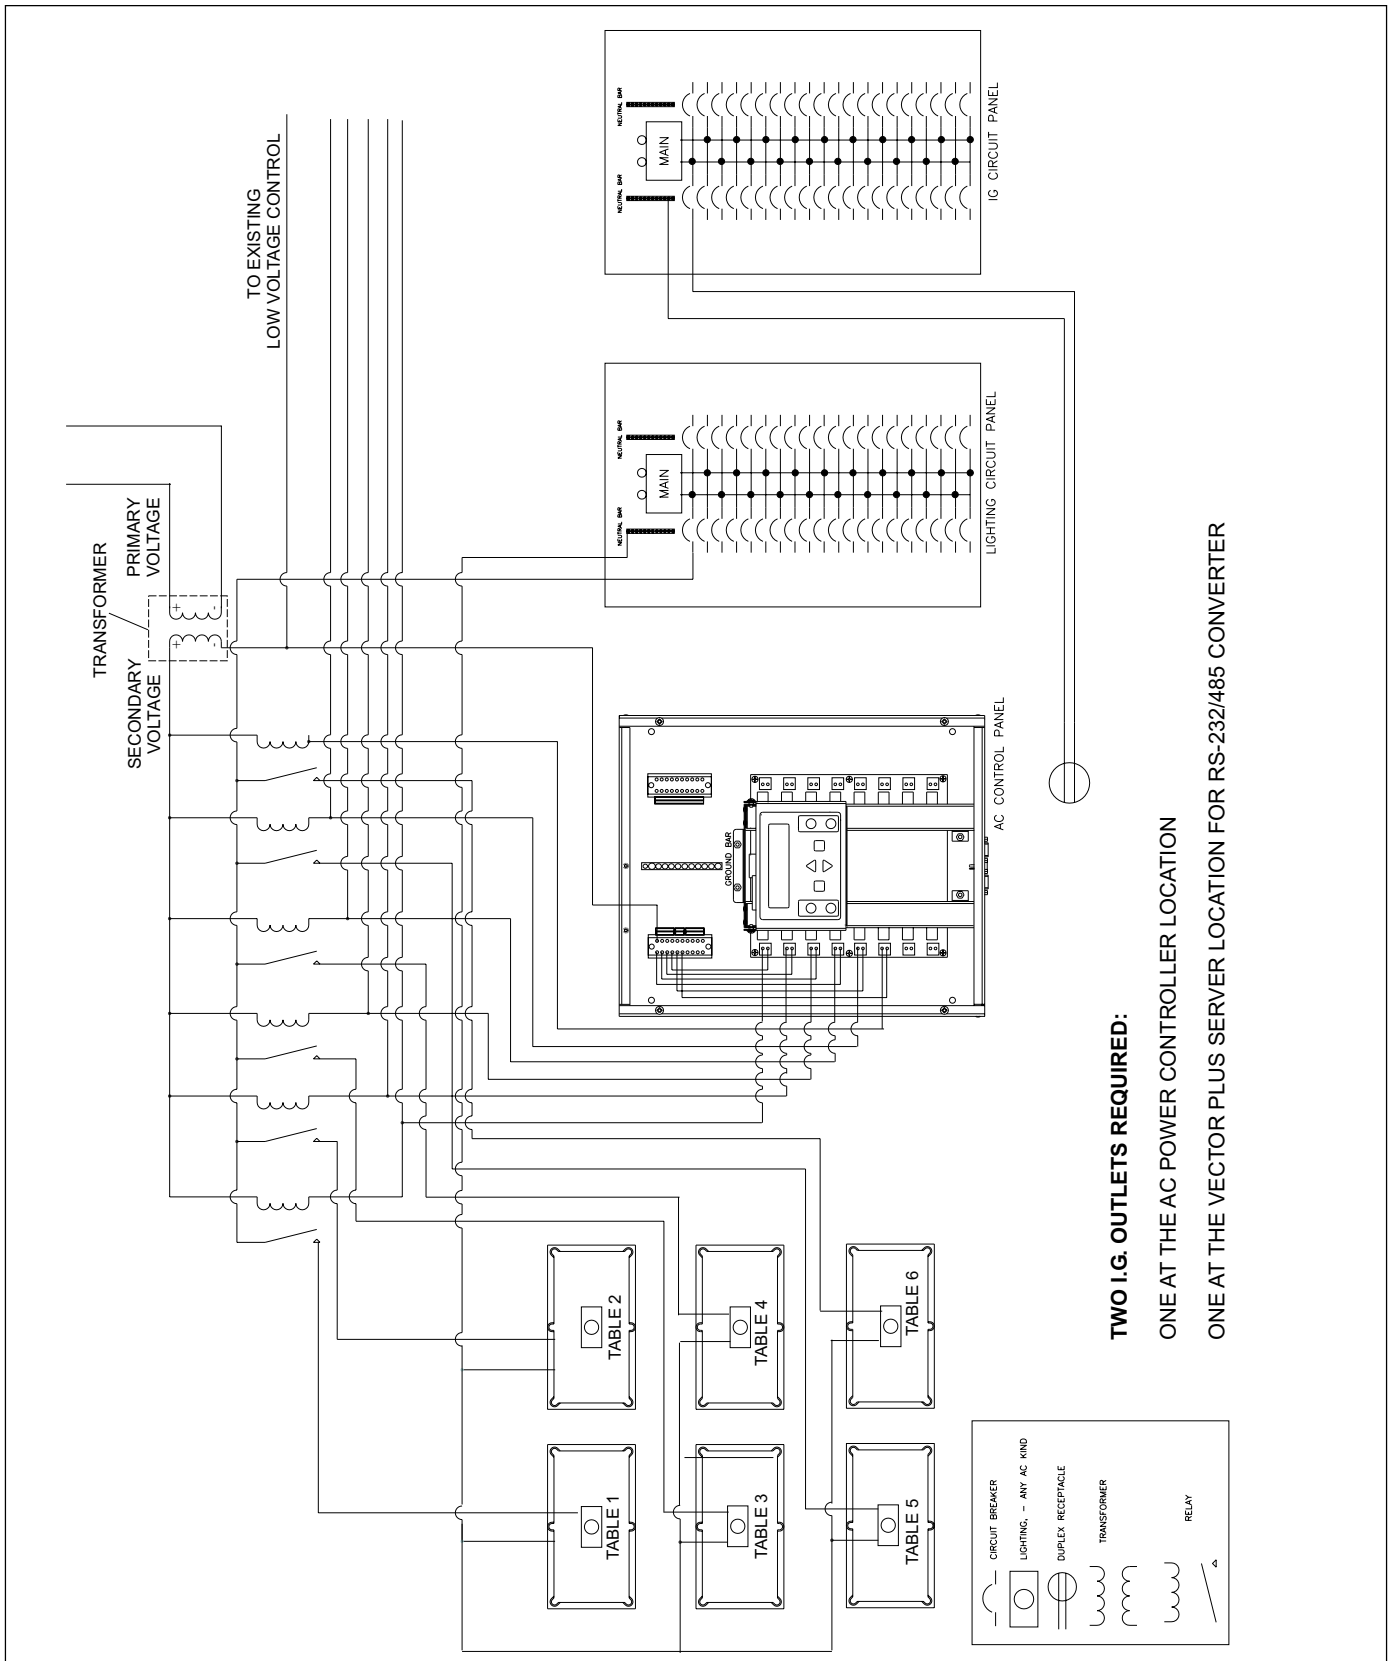 TO EXISTING
LOW VOLTAGE CONTROL
TRANSFORMER
PRIMARY
VOLTAGE
SECONDARY
VOLTAGE
+
-
+
-
NEUTRAL BAR
NEUTRAL BAR
MAIN
IG CIRCUIT PANEL
NEUTRAL BAR
NEUTRAL BAR
MAIN
LIGHTING CIRCUIT PANEL
GROUND BAR
AC CONTROL PANEL
TABLE 1
TABLE 2
TABLE 3
TABLE 4
TABLE 5
TABLE 6
TWO I.G. OUTLETS REQUIRED:
ONE AT THE AC POWER CONTROLLER LOCATION
ONE AT THE VECTOR PLUS SERVER LOCATION FOR RS-232/485 CONVERTER
CIRCUIT BREAKER
LIGHTING, - ANY AC KIND
DUPLEX RECEPTACLE
TRANSFORMER
RELAY